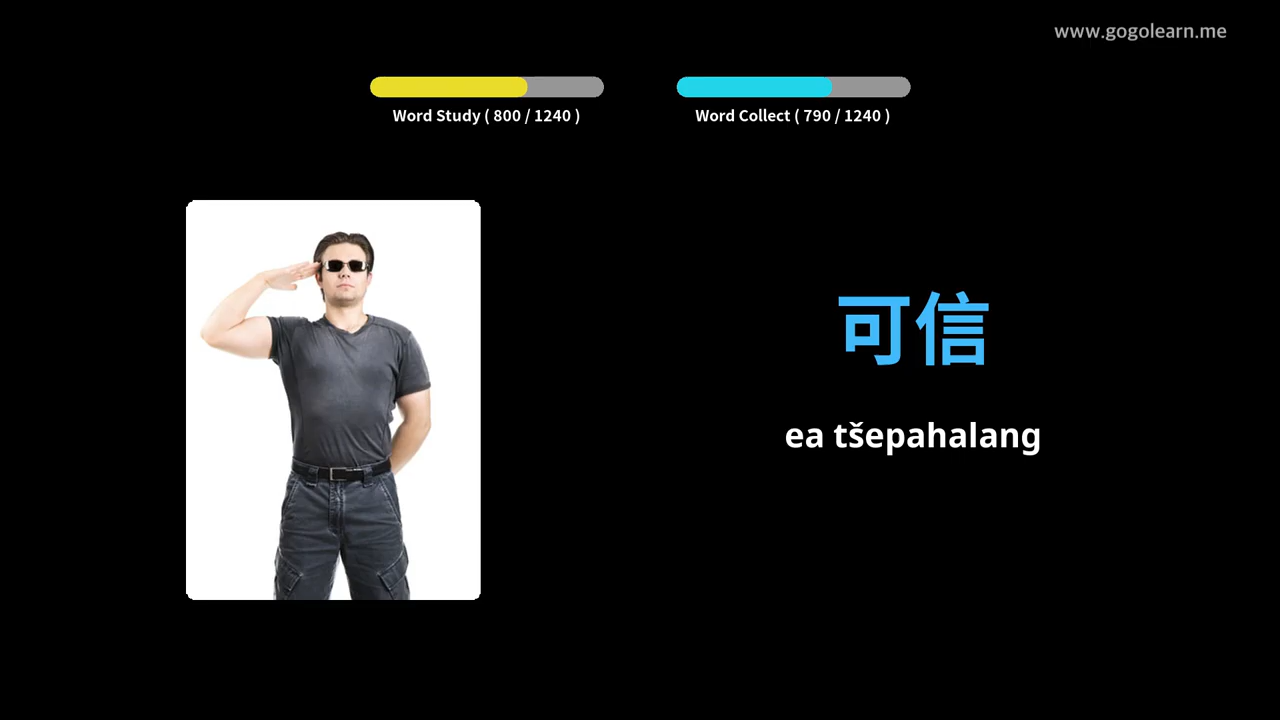 www.gogolearn.me
Word Study ( 800 / 1240 )
Word Collect ( 790 / 1240 )
可信
ea tšepahalang